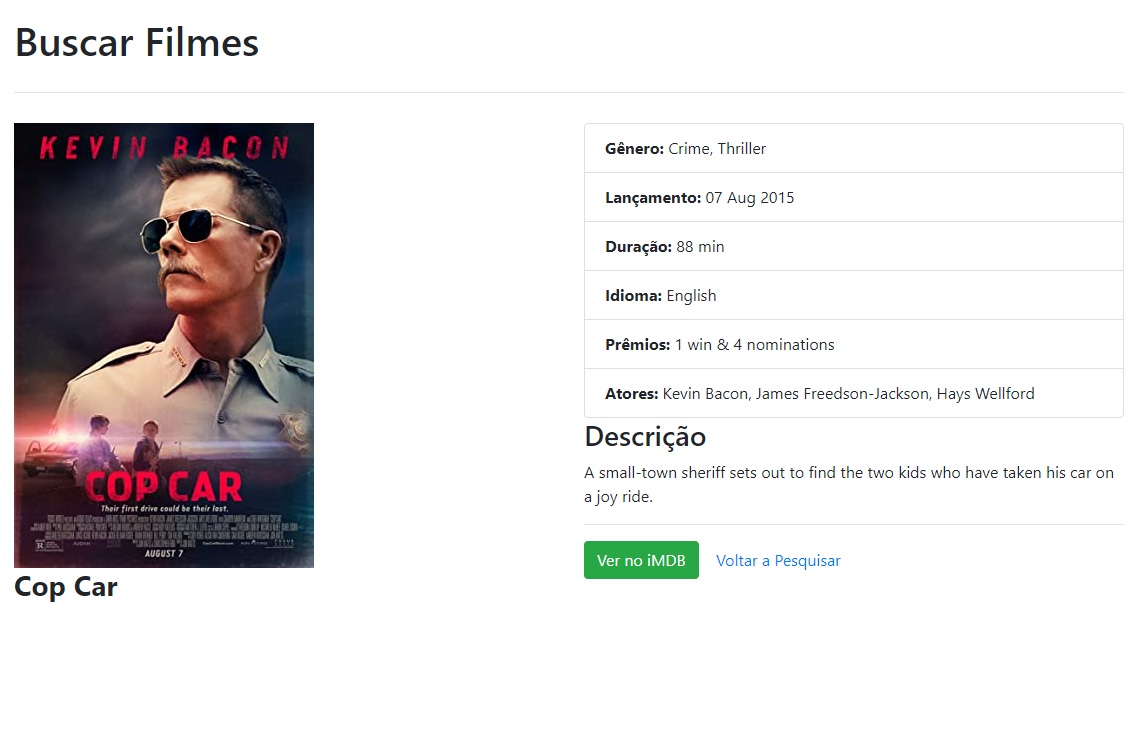 Buscar Filmes
KEVIN BACON
COP CAR
Their first drive could be their last.
R
AUGUST 7
Cop Car
Gênero: Crime, Thriller
Lançamento: 07 Aug 2015
Duração: 88 min
Idioma: English
Prêmios: 1 win & 4 nominations
Atores: Kevin Bacon, James Freedson-Jackson, Hays Wellford
Descrição
A small-town sheriff sets out to find the two kids who have taken his car on
a joy ride.
Ver no iMDB
Voltar a Pesquisar